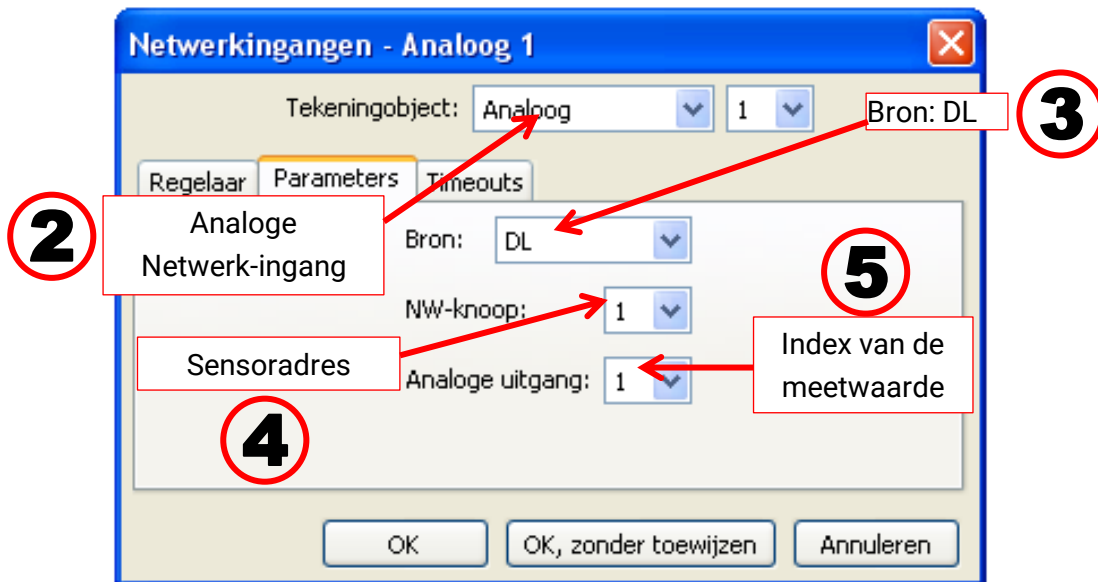 Netwerkingangen - Analoog 1
Tekeningobject: Analoog 1
Bron: DL
3
Regelaar Parameters Timeouts
2
Analoge
Netwerk-ingang
Bron: DL
5
NW-knoop: 1
Sensoradres
Index van de
meetwaarde
Analoge uitgang: 1
4
OK OK, zonder toewijzen Annuleren